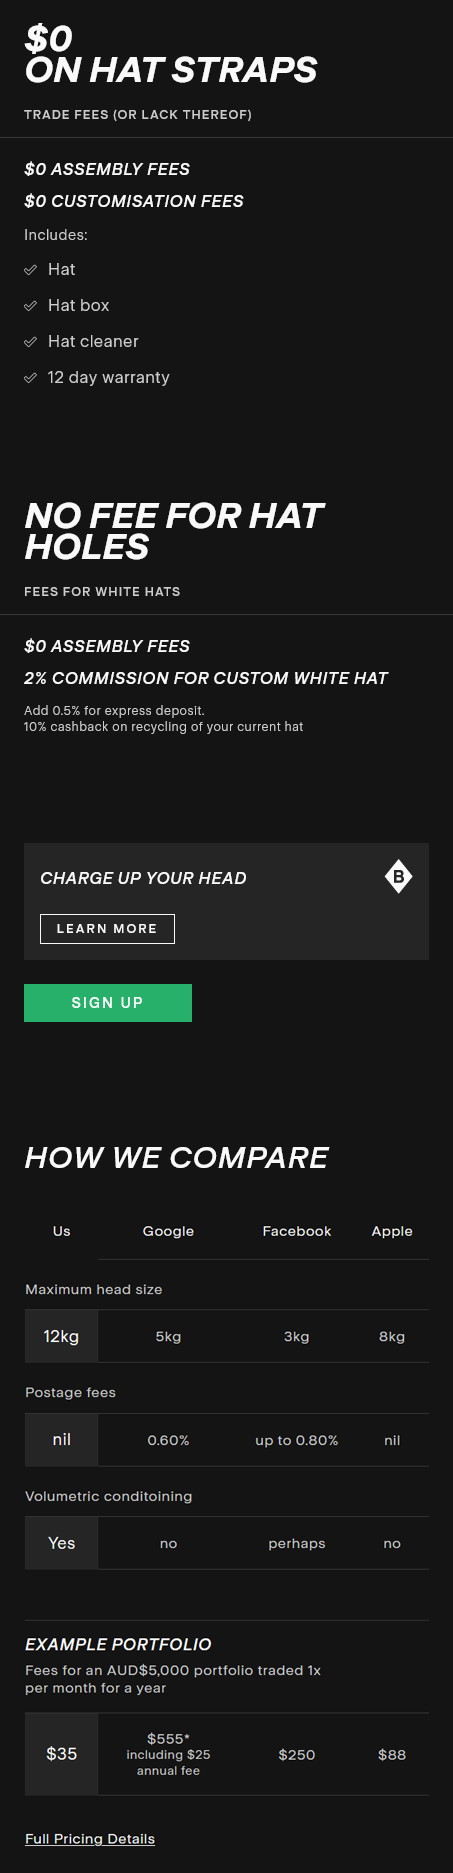 $0
ON HAT STRAPS
TRADE FEES (OR LACK THEREOF)
$0 ASSEMBLY FEES
$0 CUSTOMISATION FEES
Includes:
Hat
Hat box
Hat cleaner
12 day warranty
NO FEE FOR HAT
HOLES
FEES FOR WHITE HATS
$0 ASSEMBLY FEES
2% COMMISSION FOR CUSTOM WHITE HAT
Add 0.5% for express deposit.
10% cashback on recycling of your current hat
CHARGE UP YOUR HEAD
B
LEARN MORE
SIGN UP
HOW WE COMPARE
Us Google Facebook Apple
Maximum head size
12kg 5kg 3kg 8kg
Postage fees
nil 0.60% up to 0.80% nil
Volumetric conditoining
Yes no perhaps no
EXAMPLE PORTFOLIO
Fees for an AUD$5,000 portfolio traded 1x
per month for a year
$35 $555* $250 $88
including $25
annual fee
Full Pricing Details